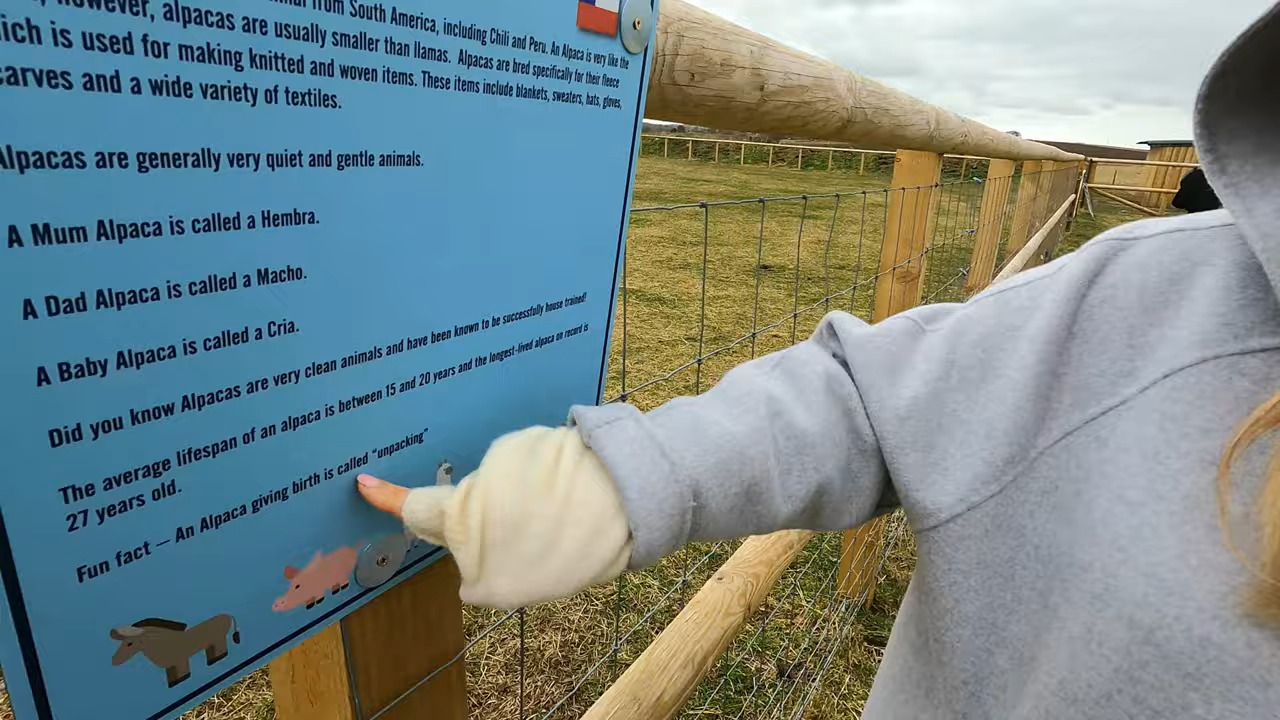 however, alpacas are usually smaller than llamas. Alpacas are bred specifically for their fleece
from South America, including Chili and Peru. An Alpaca is very like the
ich is used for making knitted and woven items. These items include blankets, sweaters, hats, gloves,
carves and a wide variety of textiles.
Alpacas are generally very quiet and gentle animals.
A Mum Alpaca is called a Hembra.
A Dad Alpaca is called a Macho.
A Baby Alpaca is called a Cria.
Did you know Alpacas are very clean animals and have been known to be successfully house trained!
The average lifespan of an alpaca is between 15 and 20 years and the longest-lived alpaca on record is
27 years old.
Fun fact – An Alpaca giving birth is called “unpacking”